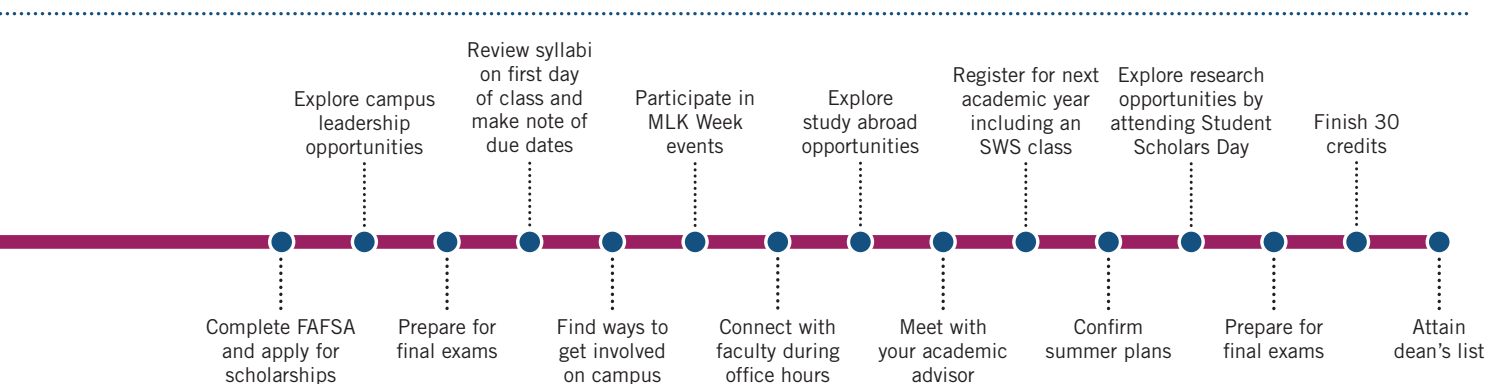 Complete FAFSA
and apply for
scholarships
Explore campus
leadership
opportunities
Prepare for
final exams
Review syllabi
on first day
of class and
make note of
due dates
Find ways to
get involved
on campus
Participate in
MLK Week
events
Connect with
faculty during
office hours
Explore
study abroad
opportunities
Meet with
your academic
advisor
Register for next
academic year
including an
SWS class
Confirm
summer plans
Explore research
opportunities by
attending Student
Scholars Day
Prepare for
final exams
Finish 30
credits
Attain
dean’s list